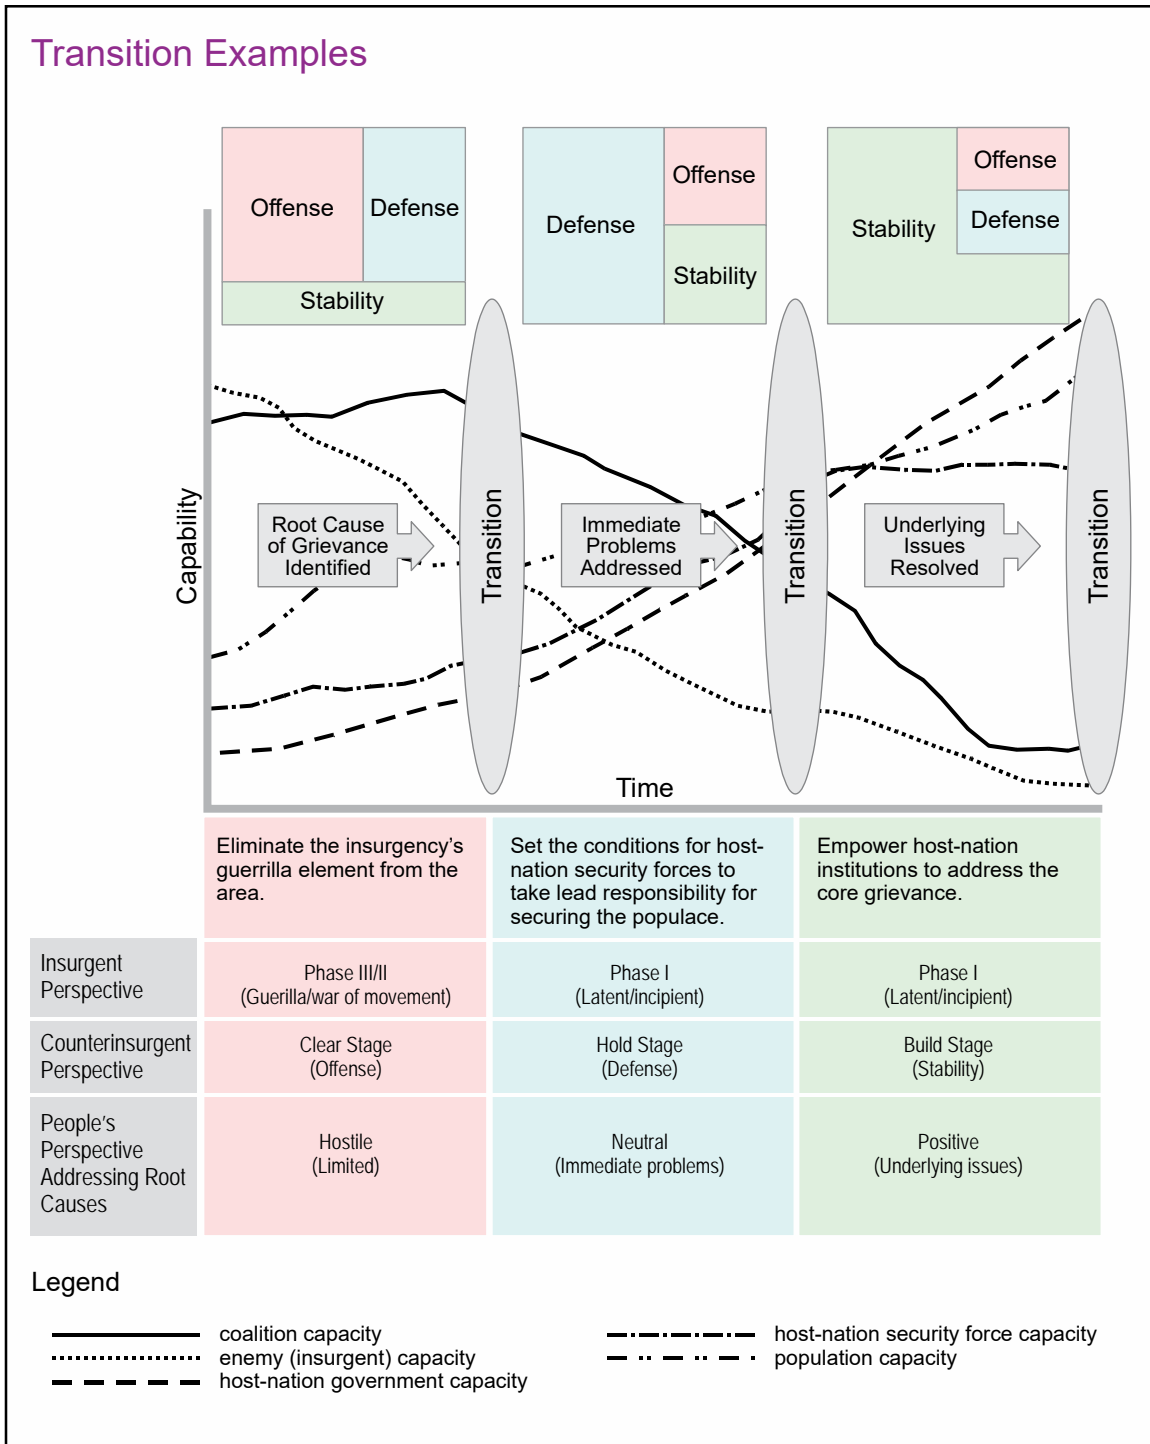 Transition Examples
Offense
Defense
Stability
Defense
Offense
Stability
Stability
Offense
Defense
Capability
Root Cause
of Grievance
Identified
Transition
Immediate
Problems
Addressed
Transition
Underlying
Issues
Resolved
Transition
Time
Eliminate the insurgency's
guerrilla element from the
area.
Set the conditions for host-
nation security forces to
take lead responsibility for
securing the populace.
Empower host-nation
institutions to address the
core grievance.
Insurgent
Perspective
Phase III/II
(Guerilla/war of movement)
Phase I
(Latent/incipient)
Phase I
(Latent/incipient)
Counterinsurgent
Perspective
Clear Stage
(Offense)
Hold Stage
(Defense)
Build Stage
(Stability)
People's
Perspective
Addressing Root
Causes
Hostile
(Limited)
Neutral
(Immediate problems)
Positive
(Underlying issues)
Legend
coalition capacity
enemy (insurgent) capacity
host-nation government capacity
host-nation security force capacity
population capacity